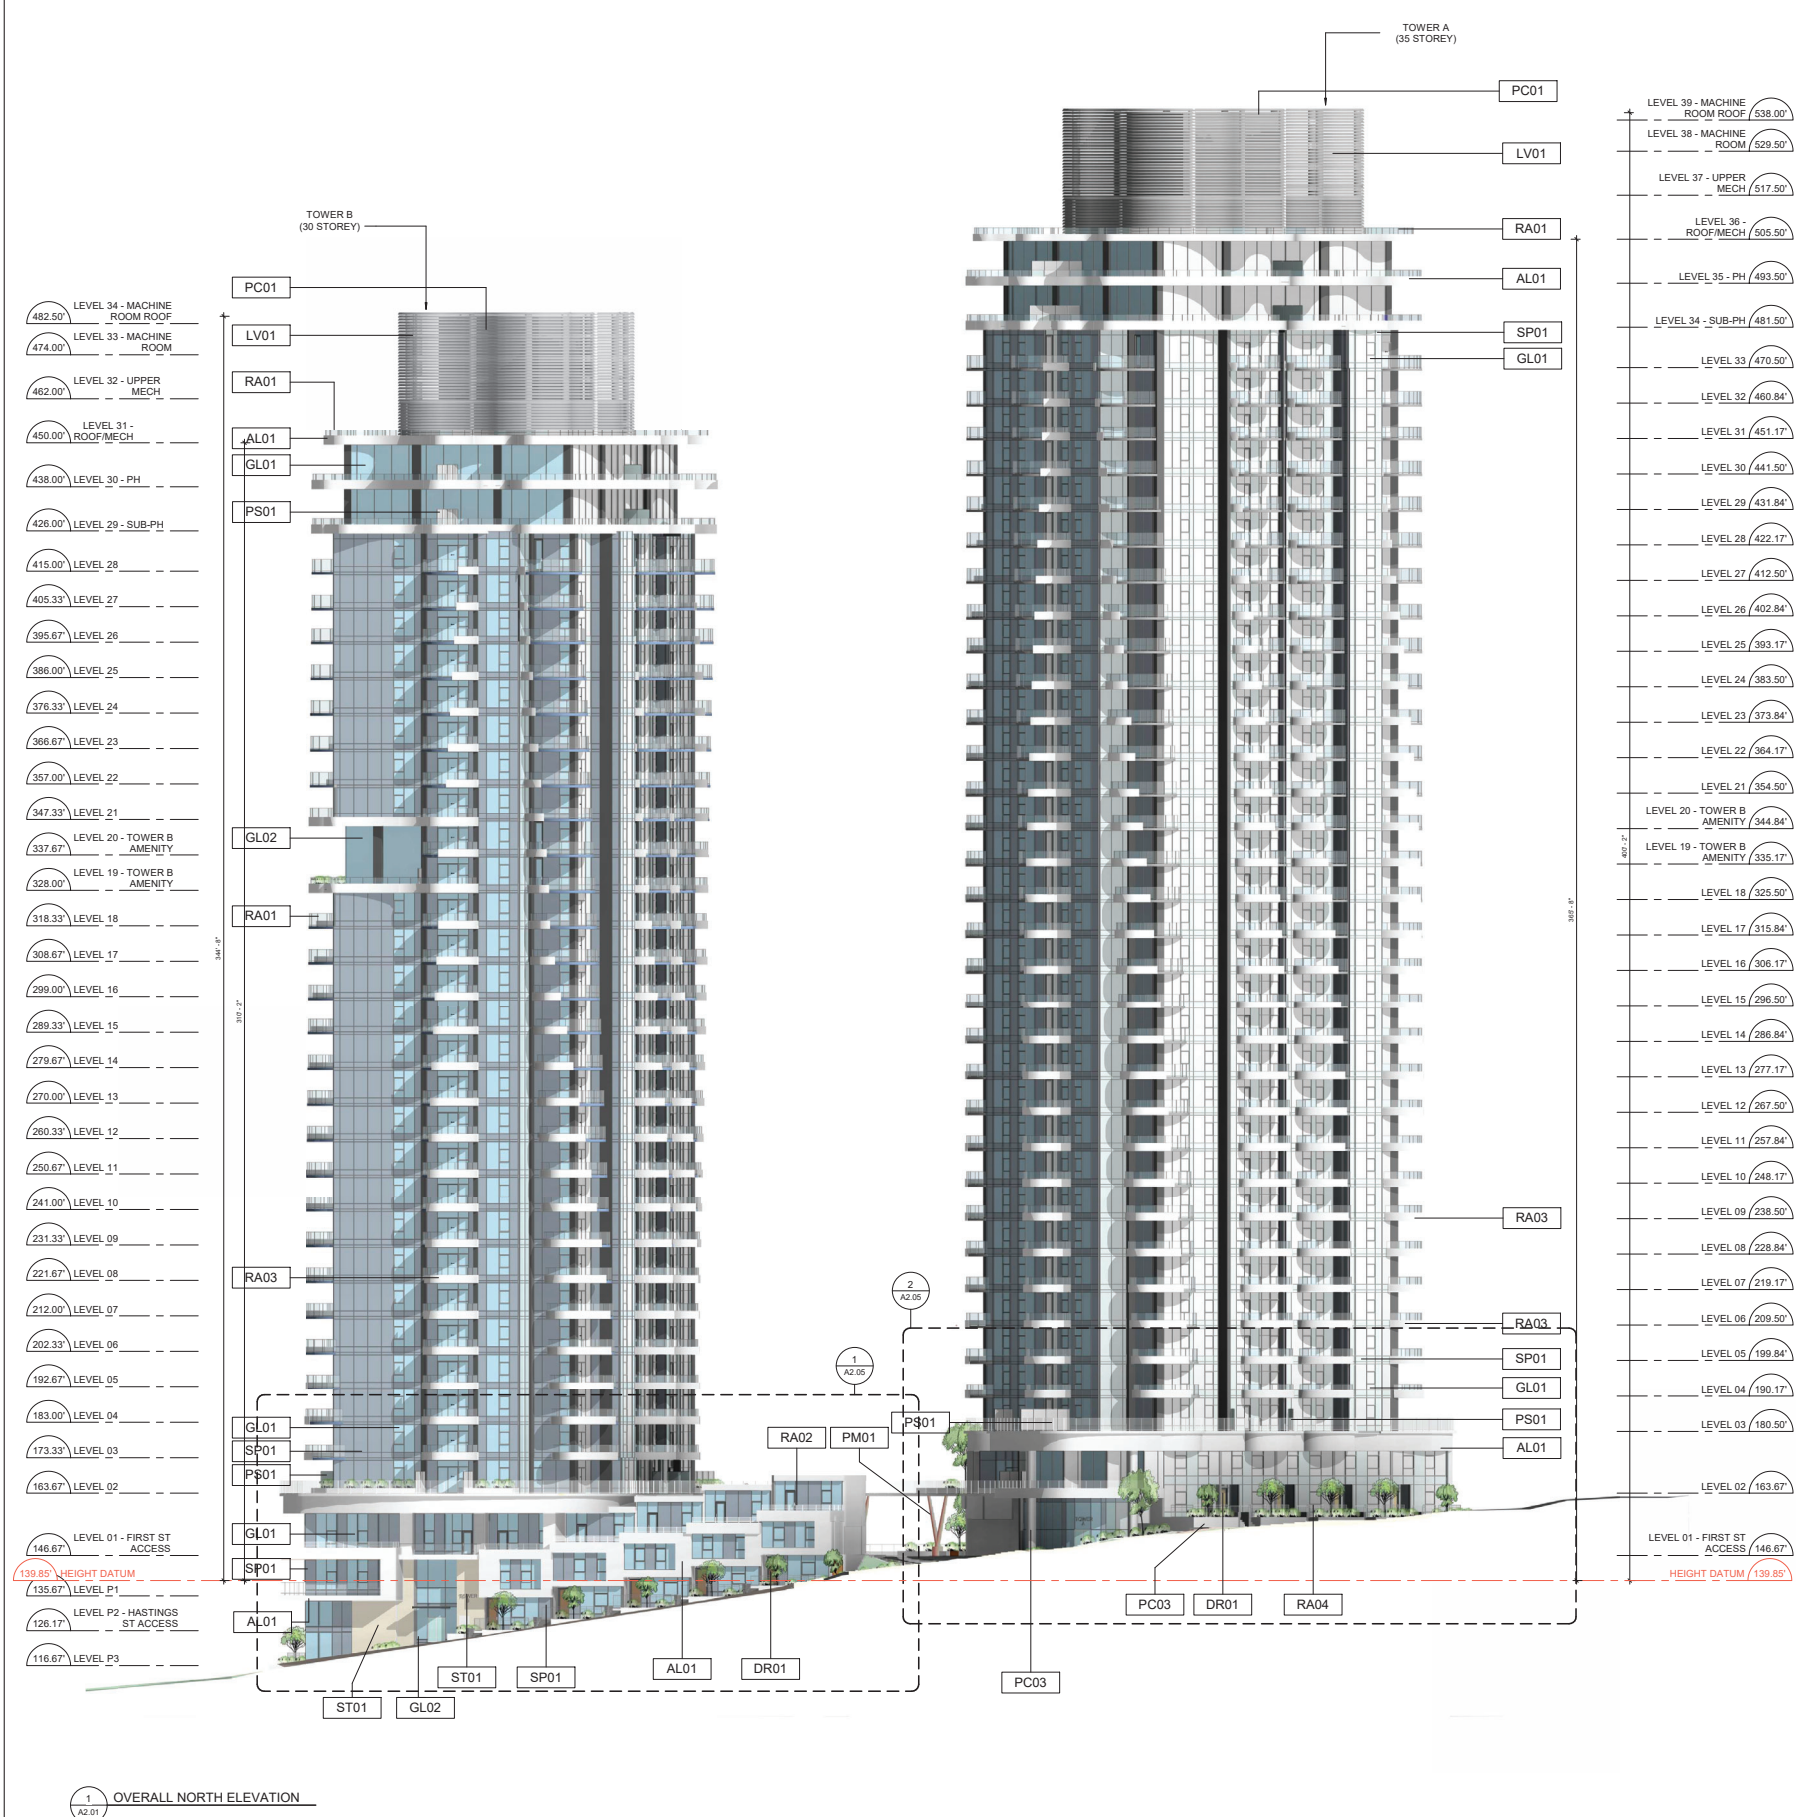 TOWER A
(35 STOREY)
PC01
LV01
RA01
AL01
SP01
GL01
LEVEL 39 - MACHINE
ROOM ROOF 538.00'
LEVEL 38 - MACHINE
ROOM 529.50'
LEVEL 37 - UPPER
MECH 517.50'
LEVEL 36 -
ROOF/MECH 505.50'
LEVEL 35 - PH 493.50'
LEVEL 34 - SUB-PH 481.50'
LEVEL 33 470.50'
LEVEL 32 460.84'
LEVEL 31 451.17'
LEVEL 30 441.50'
LEVEL 29 431.84'
LEVEL 28 422.17'
LEVEL 27 412.50'
LEVEL 26 402.84'
LEVEL 25 393.17'
LEVEL 24 383.50'
LEVEL 23 373.84'
LEVEL 22 364.17'
LEVEL 21 354.50'
LEVEL 20 - TOWER B
AMENITY 344.84'
LEVEL 19 - TOWER B
AMENITY 335.17'
LEVEL 18 325.50'
LEVEL 17 315.84'
LEVEL 16 306.17'
LEVEL 15 296.50'
LEVEL 14 286.84'
LEVEL 13 277.17'
LEVEL 12 267.50'
LEVEL 11 257.84'
LEVEL 10 248.17'
LEVEL 09 238.50'
LEVEL 08 228.84'
LEVEL 07 219.17'
LEVEL 06 209.50'
LEVEL 05 199.84'
LEVEL 04 190.17'
LEVEL 03 180.50'
LEVEL 02 163.67'
LEVEL 01 - FIRST ST
ACCESS 146.67'
HEIGHT DATUM 139.85'
400' - 2"
365' - 8"
RA03
RA03
SP01
GL01
PS01
AL01
PS01
PC03
DR01
RA04
PC03
2
A2.05
TOWER B
(30 STOREY)
PC01
LV01
RA01
AL01
GL01
PS01
GL02
RA01
RA03
GL01
SP01
PS01
GL01
SP01
AL01
344' - 8"
310' - 2"
482.50' LEVEL 34 - MACHINE
ROOM ROOF
474.00' LEVEL 33 - MACHINE
ROOM
462.00' LEVEL 32 - UPPER
MECH
450.00' LEVEL 31 -
ROOF/MECH
438.00' LEVEL 30 - PH
426.00' LEVEL 29 - SUB-PH
415.00' LEVEL 28
405.33' LEVEL 27
395.67' LEVEL 26
386.00' LEVEL 25
376.33' LEVEL 24
366.67' LEVEL 23
357.00' LEVEL 22
347.33' LEVEL 21
337.67' LEVEL 20 - TOWER B
AMENITY
328.00' LEVEL 19 - TOWER B
AMENITY
318.33' LEVEL 18
308.67' LEVEL 17
299.00' LEVEL 16
289.33' LEVEL 15
279.67' LEVEL 14
270.00' LEVEL 13
260.33' LEVEL 12
250.67' LEVEL 11
241.00' LEVEL 10
231.33' LEVEL 09
221.67' LEVEL 08
212.00' LEVEL 07
202.33' LEVEL 06
192.67' LEVEL 05
183.00' LEVEL 04
173.33' LEVEL 03
163.67' LEVEL 02
146.67' LEVEL 01 - FIRST ST
ACCESS
139.85' HEIGHT DATUM
135.67' LEVEL P1
126.17' LEVEL P2 - HASTINGS
ST ACCESS
116.67' LEVEL P3
1
A2.05
RA02
PM01
ST01
GL02
ST01
SP01
AL01
DR01
1
A2.01
OVERALL NORTH ELEVATION